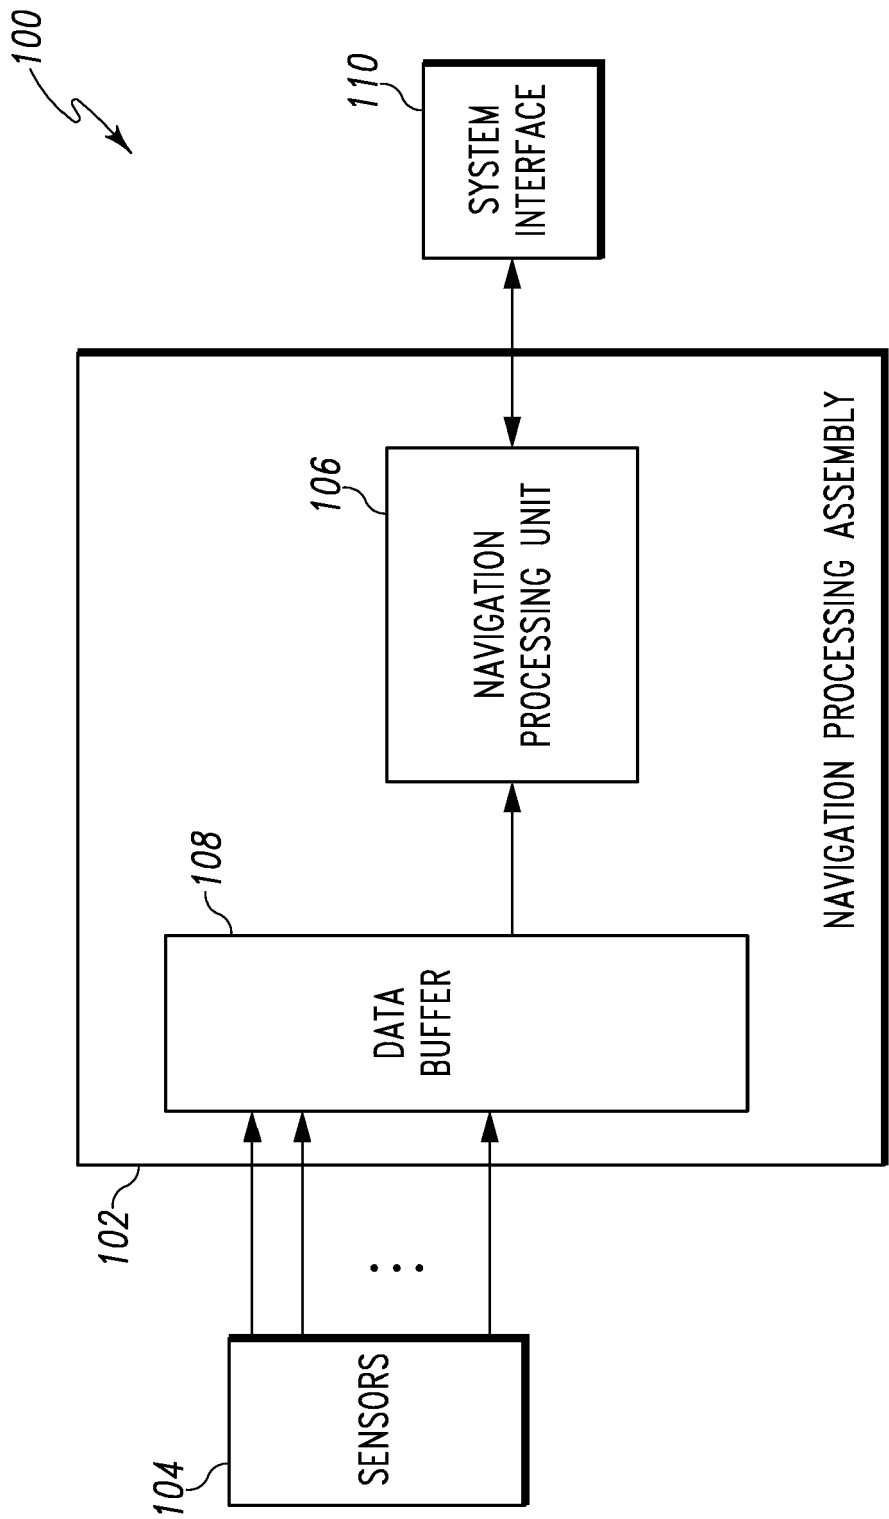 100
104
SENSORS
102
108
DATA
BUFFER
106
NAVIGATION
PROCESSING UNIT
110
SYSTEM
INTERFACE
NAVIGATION PROCESSING ASSEMBLY